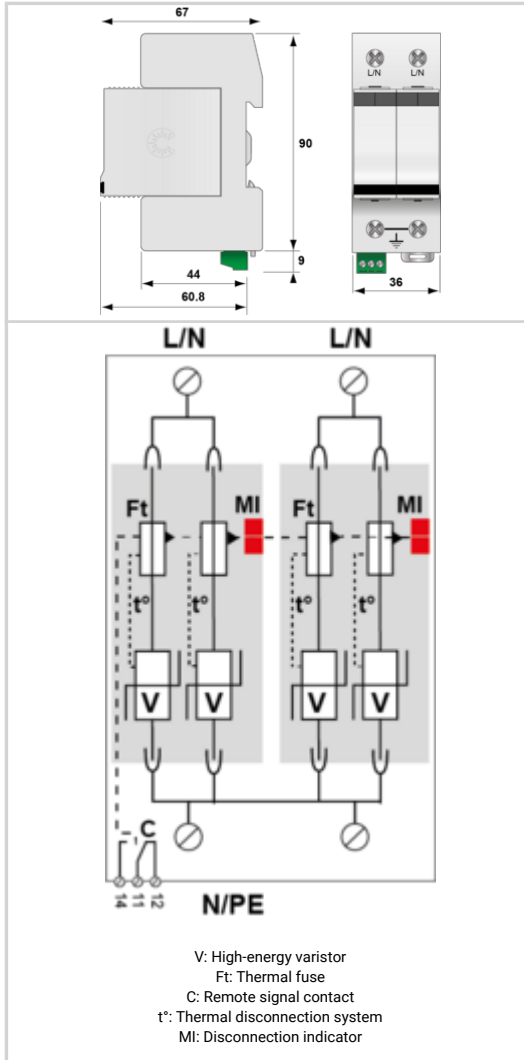 67
L/N L/N
90
9
44
60.8
36
L/N L/N
Ft MI Ft MI
t° t° t° t°
V V V V
C
14 11 12
N/PE
V: High-energy varistor
Ft: Thermal fuse
C: Remote signal contact
t°: Thermal disconnection system
MI: Disconnection indicator